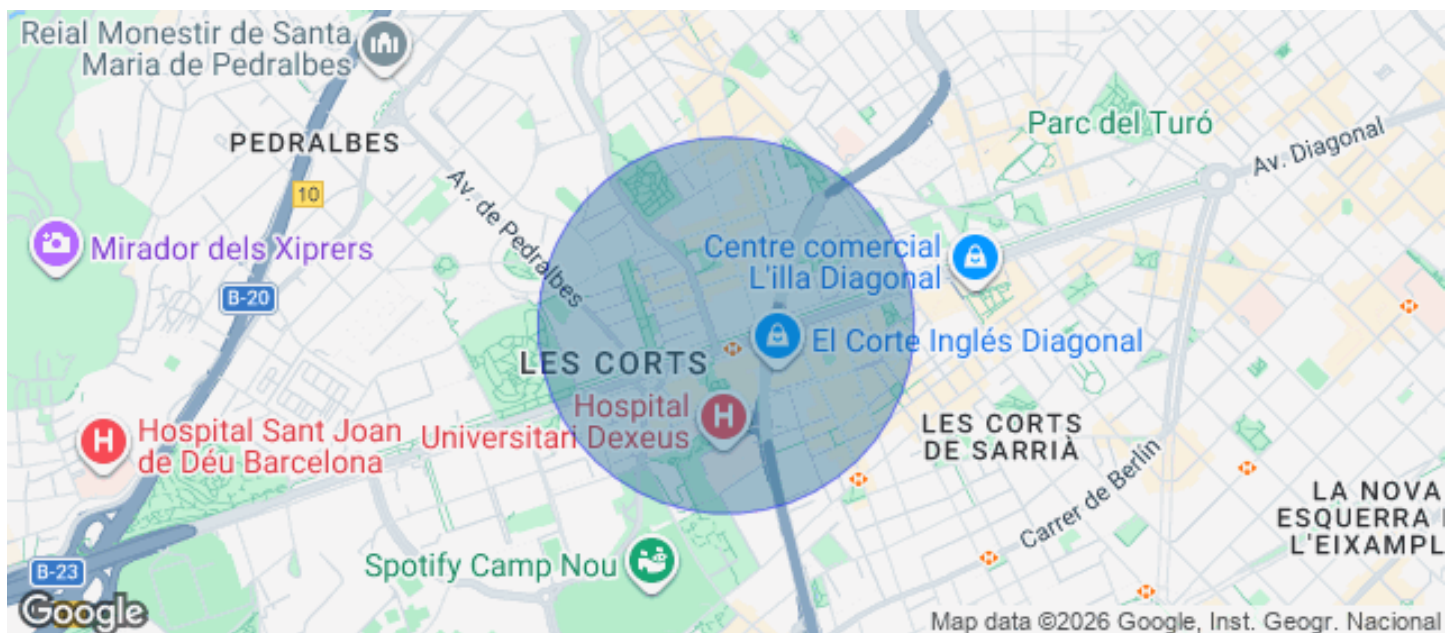 Reial Monestir de Santa
Maria de Pedralbes
PEDRALBES
10
Av. de Pedralbes
Mirador dels Xiprers
B-20
Parc del Turó
Av. Diagonal
Centre comercial
L'illa Diagonal
El Corte Inglés Diagonal
LES CORTS
Hospital
Universitari Dexeus
H
H
Hospital Sant Joan
de Déu Barcelona
LES CORTS
DE SARRIÀ
Carrer de Berlín
LA NOVA
ESQUERRA
L'EIXAMPL
Spotify Camp Nou
B-23
Google
Map data ©2026 Google, Inst. Geogr. Nacional